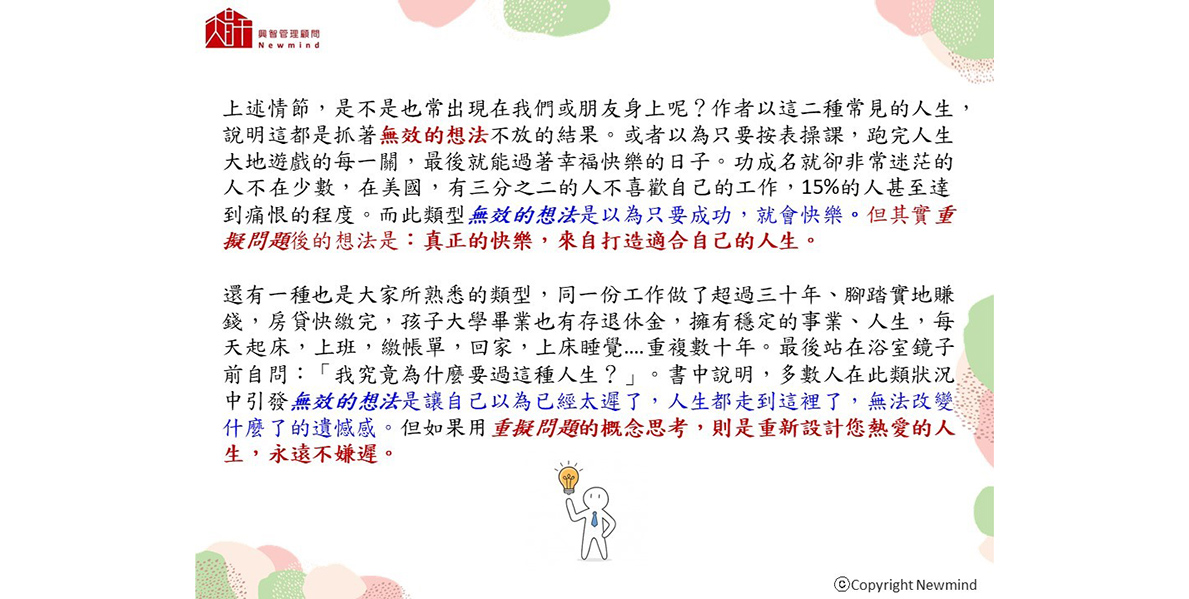 興智管理顧問
Newmind
上述情節，是不是也常出現在我們或朋友身上呢？作者以這二種常見的人生，
說明這都是抓著無效的想法不放的結果。或者以為只要按表操課，跑完人生
大地遊戲的每一關，最後就能過著幸福快樂的日子。功成名就卻非常迷茫的
人不在少數，在美國，有三分之二的人不喜歡自己的工作，15%的人甚至達
到痛恨的程度。而此類型無效的想法是以為只要成功，就會快樂。但其實重
擬問題後的想法是：真正的快樂，來自打造適合自己的人生。
還有一種也是大家所熟悉的類型，同一份工作做了超過三十年、腳踏實地賺
錢，房貸快繳完，孩子大學畢業也有存退休金，擁有穩定的事業、人生，每
天起床，上班，繳帳單，回家，上床睡覺....重複數十年。最後站在浴室鏡子
前自問：「我究竟為什麼要過這種人生？」。書中說明，多數人在此類狀況
中引發無效的想法是讓自己以為已經太遲了，人生都走到這裡了，無法改變
什麼了的遺憾感。但如果用重擬問題的概念思考，則是重新設計您熱愛的人
生，永遠不嫌遲。
ⓒCopyright Newmind